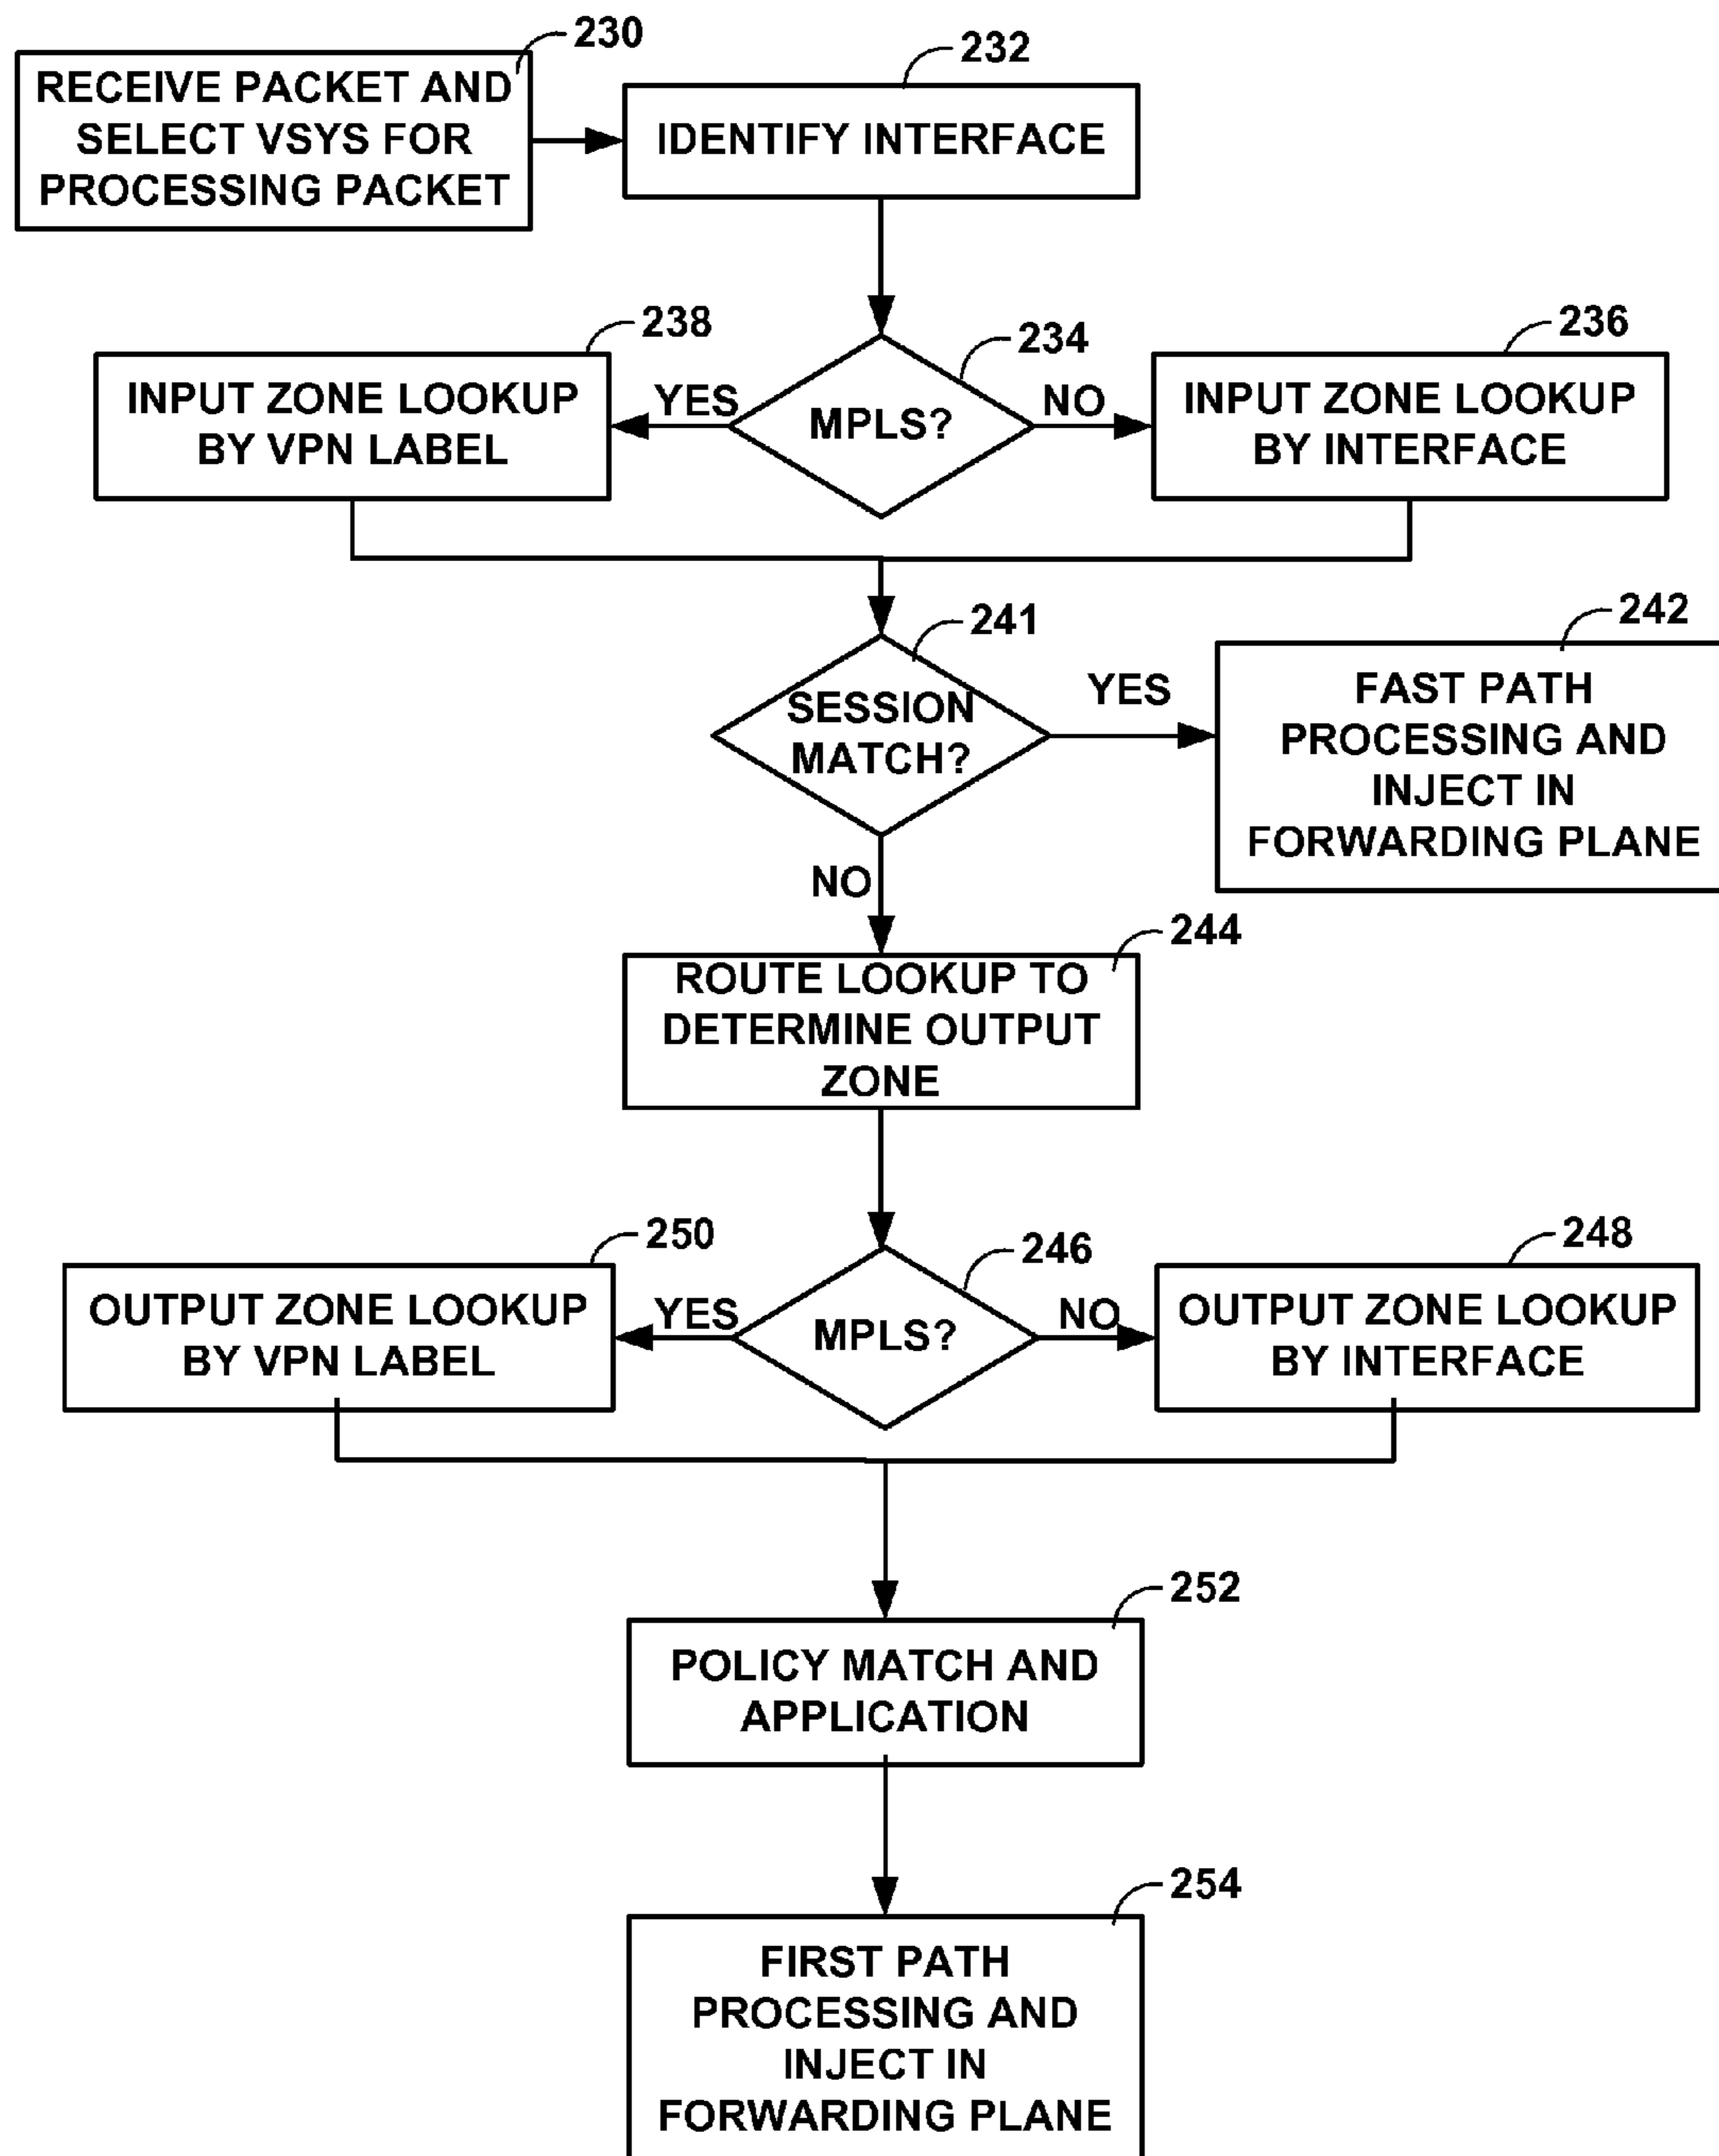 230
RECEIVE PACKET AND
SELECT VSYS FOR
PROCESSING PACKET
232
IDENTIFY INTERFACE
238
INPUT ZONE LOOKUP
BY VPN LABEL
YES
234
MPLS?
NO
236
INPUT ZONE LOOKUP
BY INTERFACE
241
SESSION
MATCH?
YES
242
FAST PATH
PROCESSING AND
INJECT IN
FORWARDING PLANE
NO
244
ROUTE LOOKUP TO
DETERMINE OUTPUT
ZONE
250
OUTPUT ZONE LOOKUP
BY VPN LABEL
YES
246
MPLS?
NO
248
OUTPUT ZONE LOOKUP
BY INTERFACE
252
POLICY MATCH AND
APPLICATION
254
FIRST PATH
PROCESSING AND
INJECT IN
FORWARDING PLANE